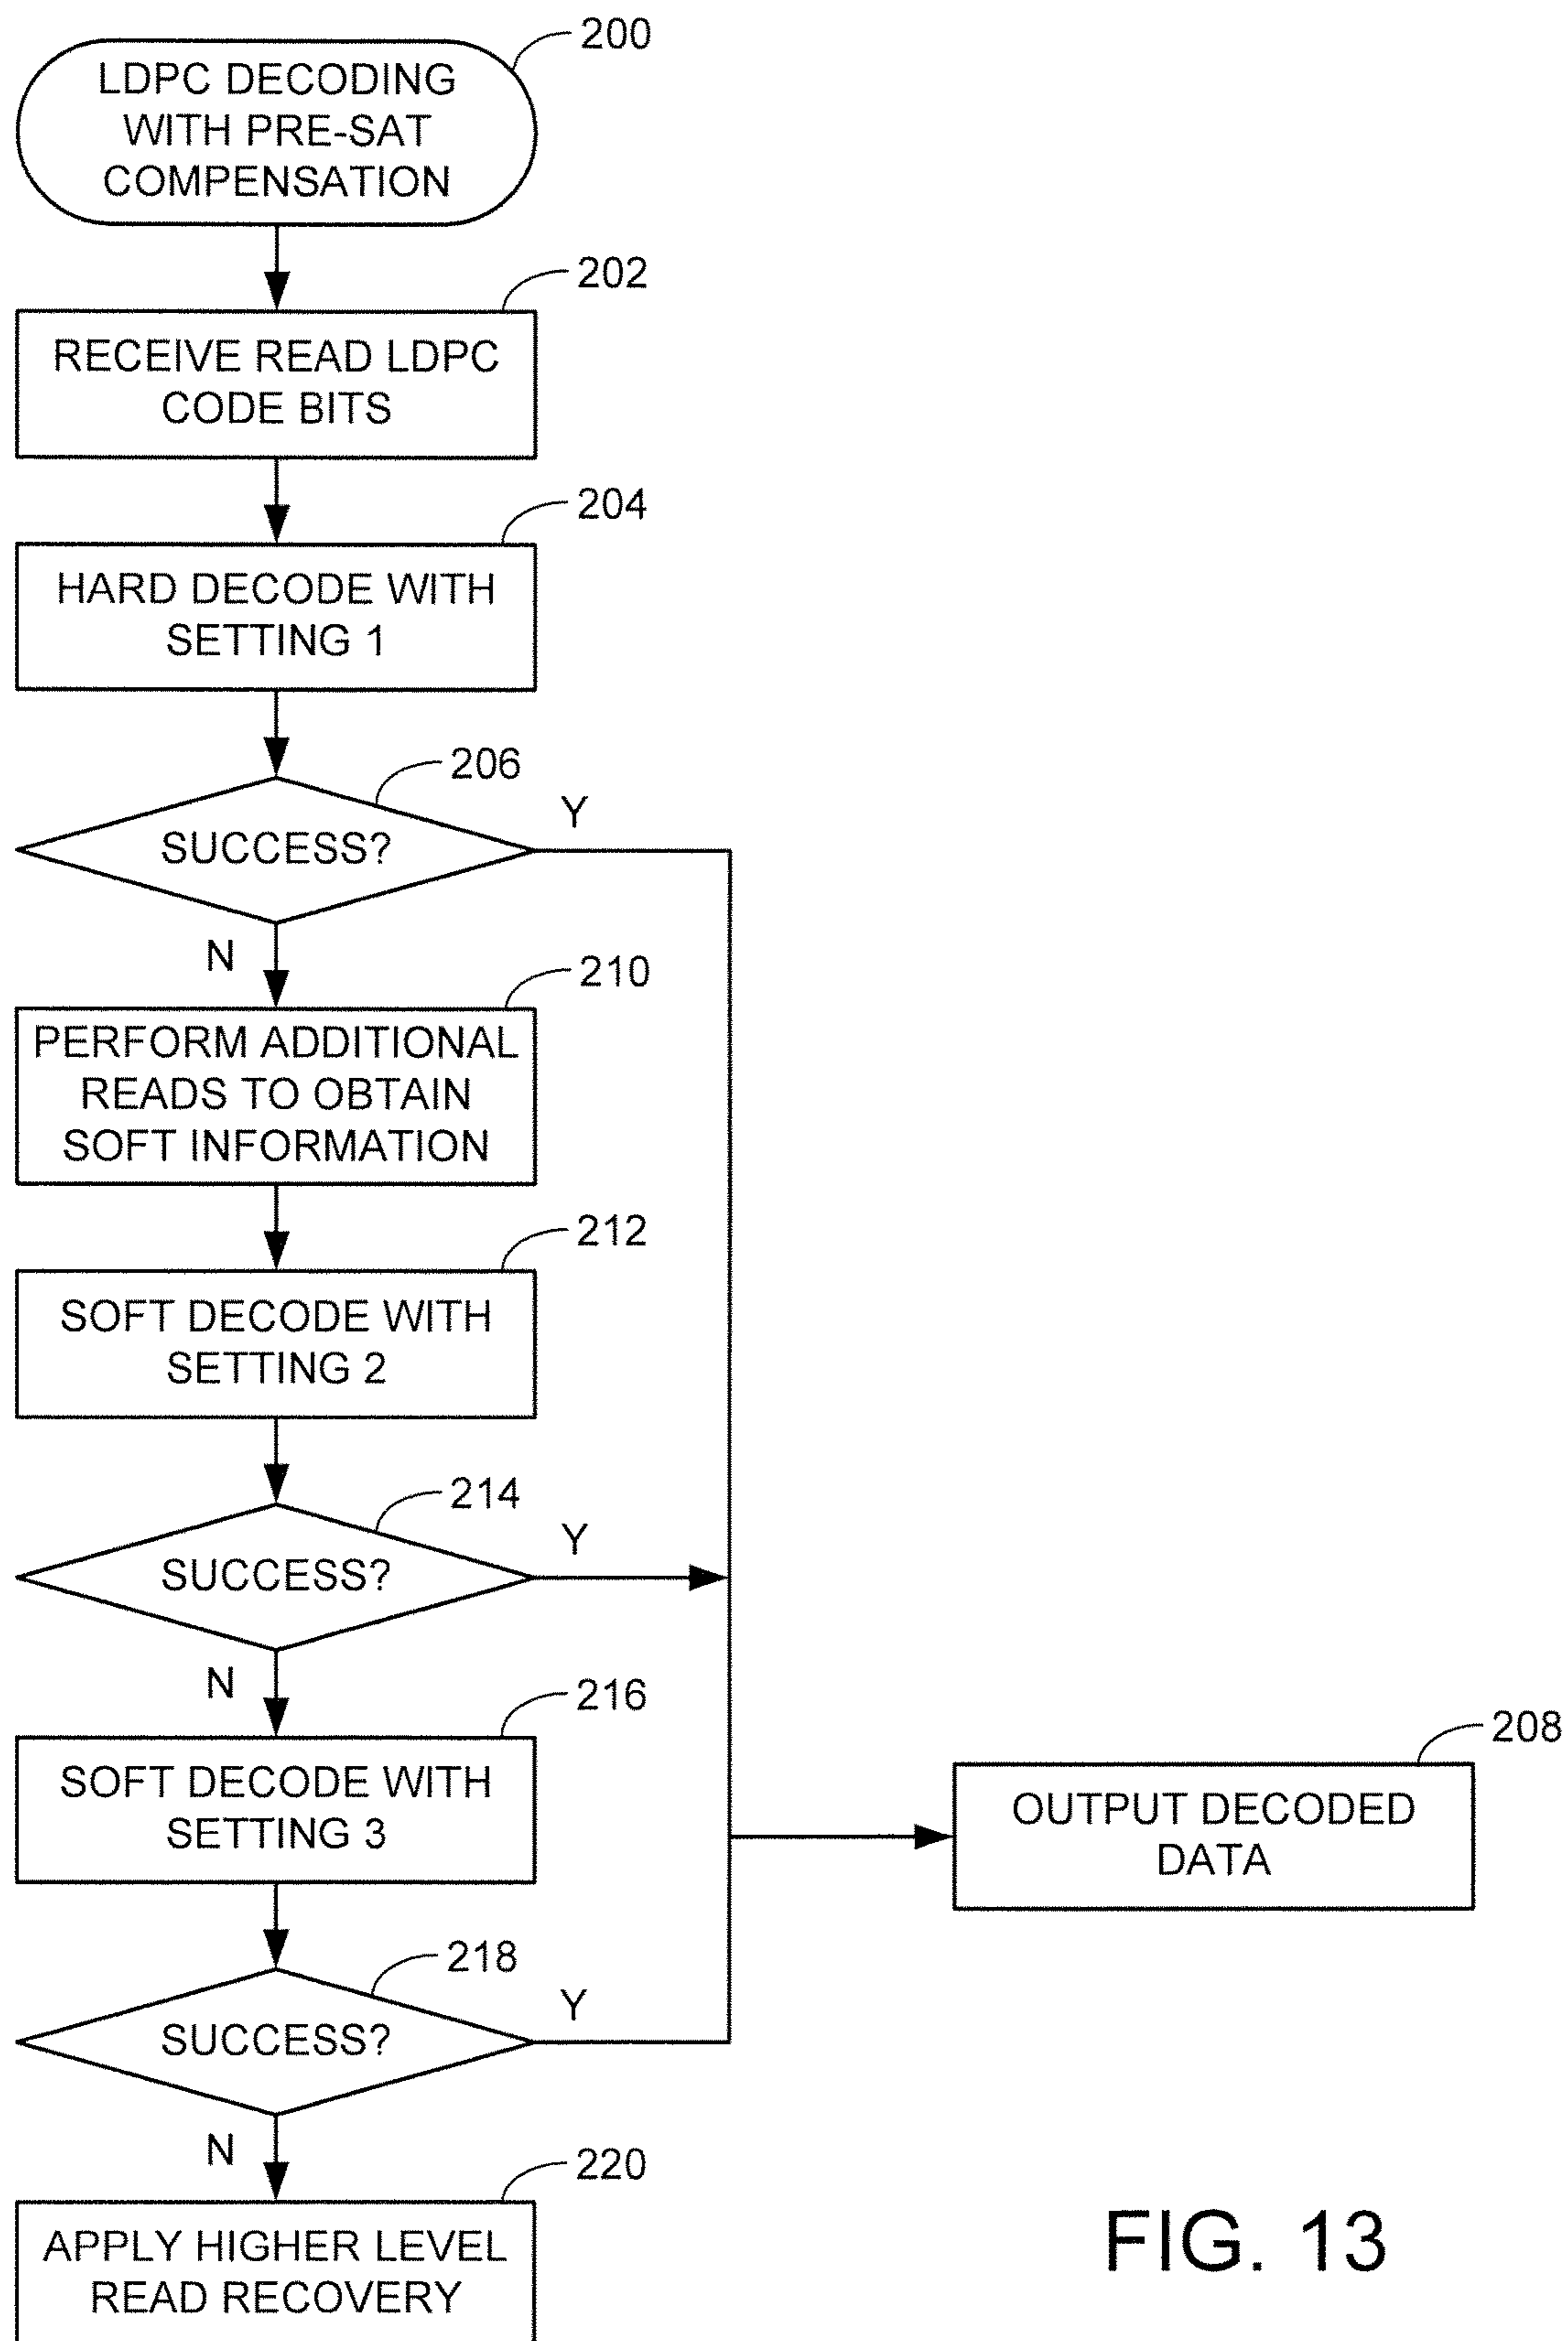 200
LDPC DECODING
WITH PRE-SAT
COMPENSATION
202
RECEIVE READ LDPC
CODE BITS
204
HARD DECODE WITH
SETTING 1
206
SUCCESS?
Y
N
210
PERFORM ADDITIONAL
READS TO OBTAIN
SOFT INFORMATION
212
SOFT DECODE WITH
SETTING 2
214
SUCCESS?
Y
N
216
SOFT DECODE WITH
SETTING 3
208
OUTPUT DECODED
DATA
218
SUCCESS?
Y
N
220
APPLY HIGHER LEVEL
READ RECOVERY
FIG. 13